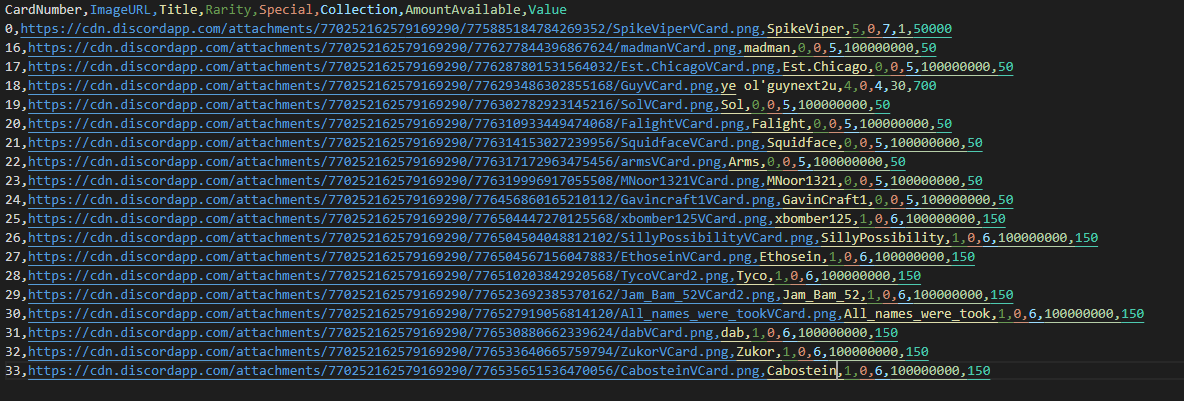 CardNumber,ImageURL,Title,Rarity,Special,Collection,AmountAvailable,Value
0,https://cdn.discordapp.com/attachments/770252162579169290/775885184784269352/SpikeViperVCard.png,SpikeViper,5,0,7,1,50000
16,https://cdn.discordapp.com/attachments/770252162579169290/776277844396867624/madmanVCard.png,madman,0,0,5,100000000,50
17,https://cdn.discordapp.com/attachments/770252162579169290/776287801531564032/Est.ChicagoVCard.png,Est.Chicago,0,0,5,100000000,50
18,https://cdn.discordapp.com/attachments/770252162579169290/776293486302855168/GuyVCard.png,ye ol'guynext2u,4,0,4,30,700
19,https://cdn.discordapp.com/attachments/770252162579169290/776302782923145216/SolVCard.png,Sol,0,0,5,100000000,50
20,https://cdn.discordapp.com/attachments/770252162579169290/776310933449474068/FalightVCard.png,Falight,0,0,5,100000000,50
21,https://cdn.discordapp.com/attachments/770252162579169290/776314153027239956/SquidfaceVCard.png,Squidface,0,0,5,100000000,50
22,https://cdn.discordapp.com/attachments/770252162579169290/776317172963475456/armsVCard.png,Arms,0,0,5,100000000,50
23,https://cdn.discordapp.com/attachments/770252162579169290/776319996917055508/MNoor1321VCard.png,MNoor1321,0,0,5,100000000,50
24,https://cdn.discordapp.com/attachments/770252162579169290/776456860165210112/Gavincraft1VCard.png,GavinCraft1,0,0,5,100000000,50
25,https://cdn.discordapp.com/attachments/770252162579169290/776504447270125568/xbomber125VCard.png,xbomber125,1,0,6,100000000,150
26,https://cdn.discordapp.com/attachments/770252162579169290/776504504048812102/SillyPossibilityVCard.png,SillyPossibility,1,0,6,100000000,150
27,https://cdn.discordapp.com/attachments/770252162579169290/776504567156047883/EthoseinVCard.png,Ethosein,1,0,6,100000000,150
28,https://cdn.discordapp.com/attachments/770252162579169290/776510203842920568/TycoVCard2.png,Tyco,1,0,6,100000000,150
29,https://cdn.discordapp.com/attachments/770252162579169290/776523692385370162/Jam_Bam_52VCard2.png,Jam_Bam_52,1,0,6,100000000,150
30,https://cdn.discordapp.com/attachments/770252162579169290/776527919056814120/All_names_were_tookVCard.png,All_names_were_took,1,0,6,100000000,150
31,https://cdn.discordapp.com/attachments/770252162579169290/776530880662339624/dabVCard.png,dab,1,0,6,100000000,150
32,https://cdn.discordapp.com/attachments/770252162579169290/776533640665759794/ZukorVCard.png,Zukor,1,0,6,100000000,150
33,https://cdn.discordapp.com/attachments/770252162579169290/776535651536470056/CabosteinVCard.png,Cabostein,1,0,6,100000000,150